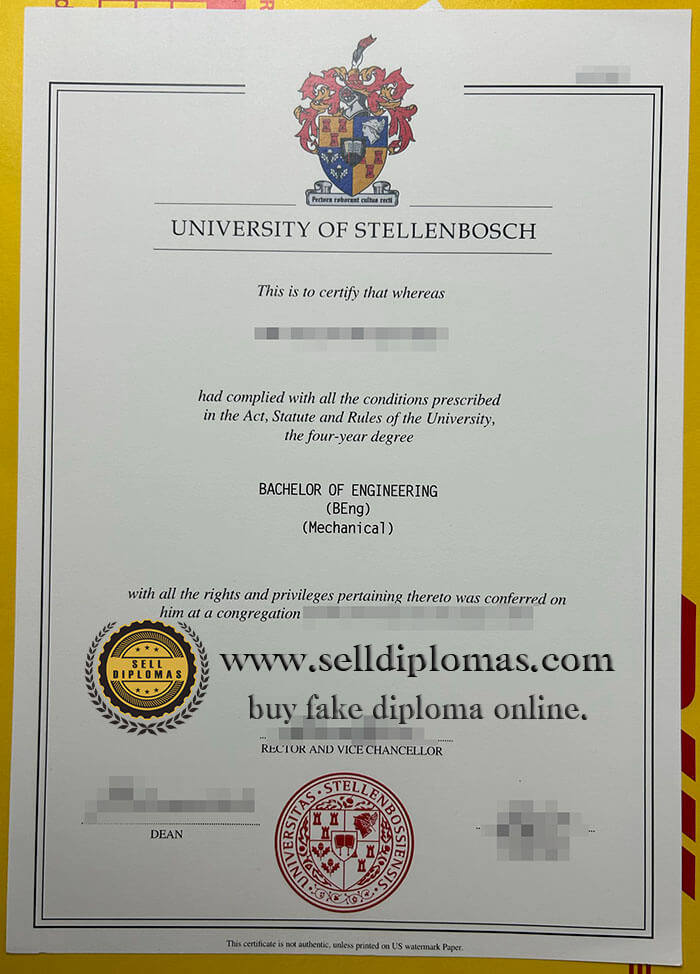 Pectora roborant cultus recti
UNIVERSITY OF STELLENBOSCH
This is to certify that whereas
had complied with all the conditions prescribed
in the Act, Statute and Rules of the University,
the four-year degree
BACHELOR OF ENGINEERING
(BEng)
(Mechanical)
with all the rights and privileges pertaining thereto was conferred on
him at a congregation
SELL
DIPLOMAS
www.selldiplomas.com
buy fake diploma online.
RECTOR AND VICE CHANCELLOR
DEAN
UNIVERSITAS · STELLENBOSSIENSIS
This certificate is not authentic, unless printed on US watermark Paper.